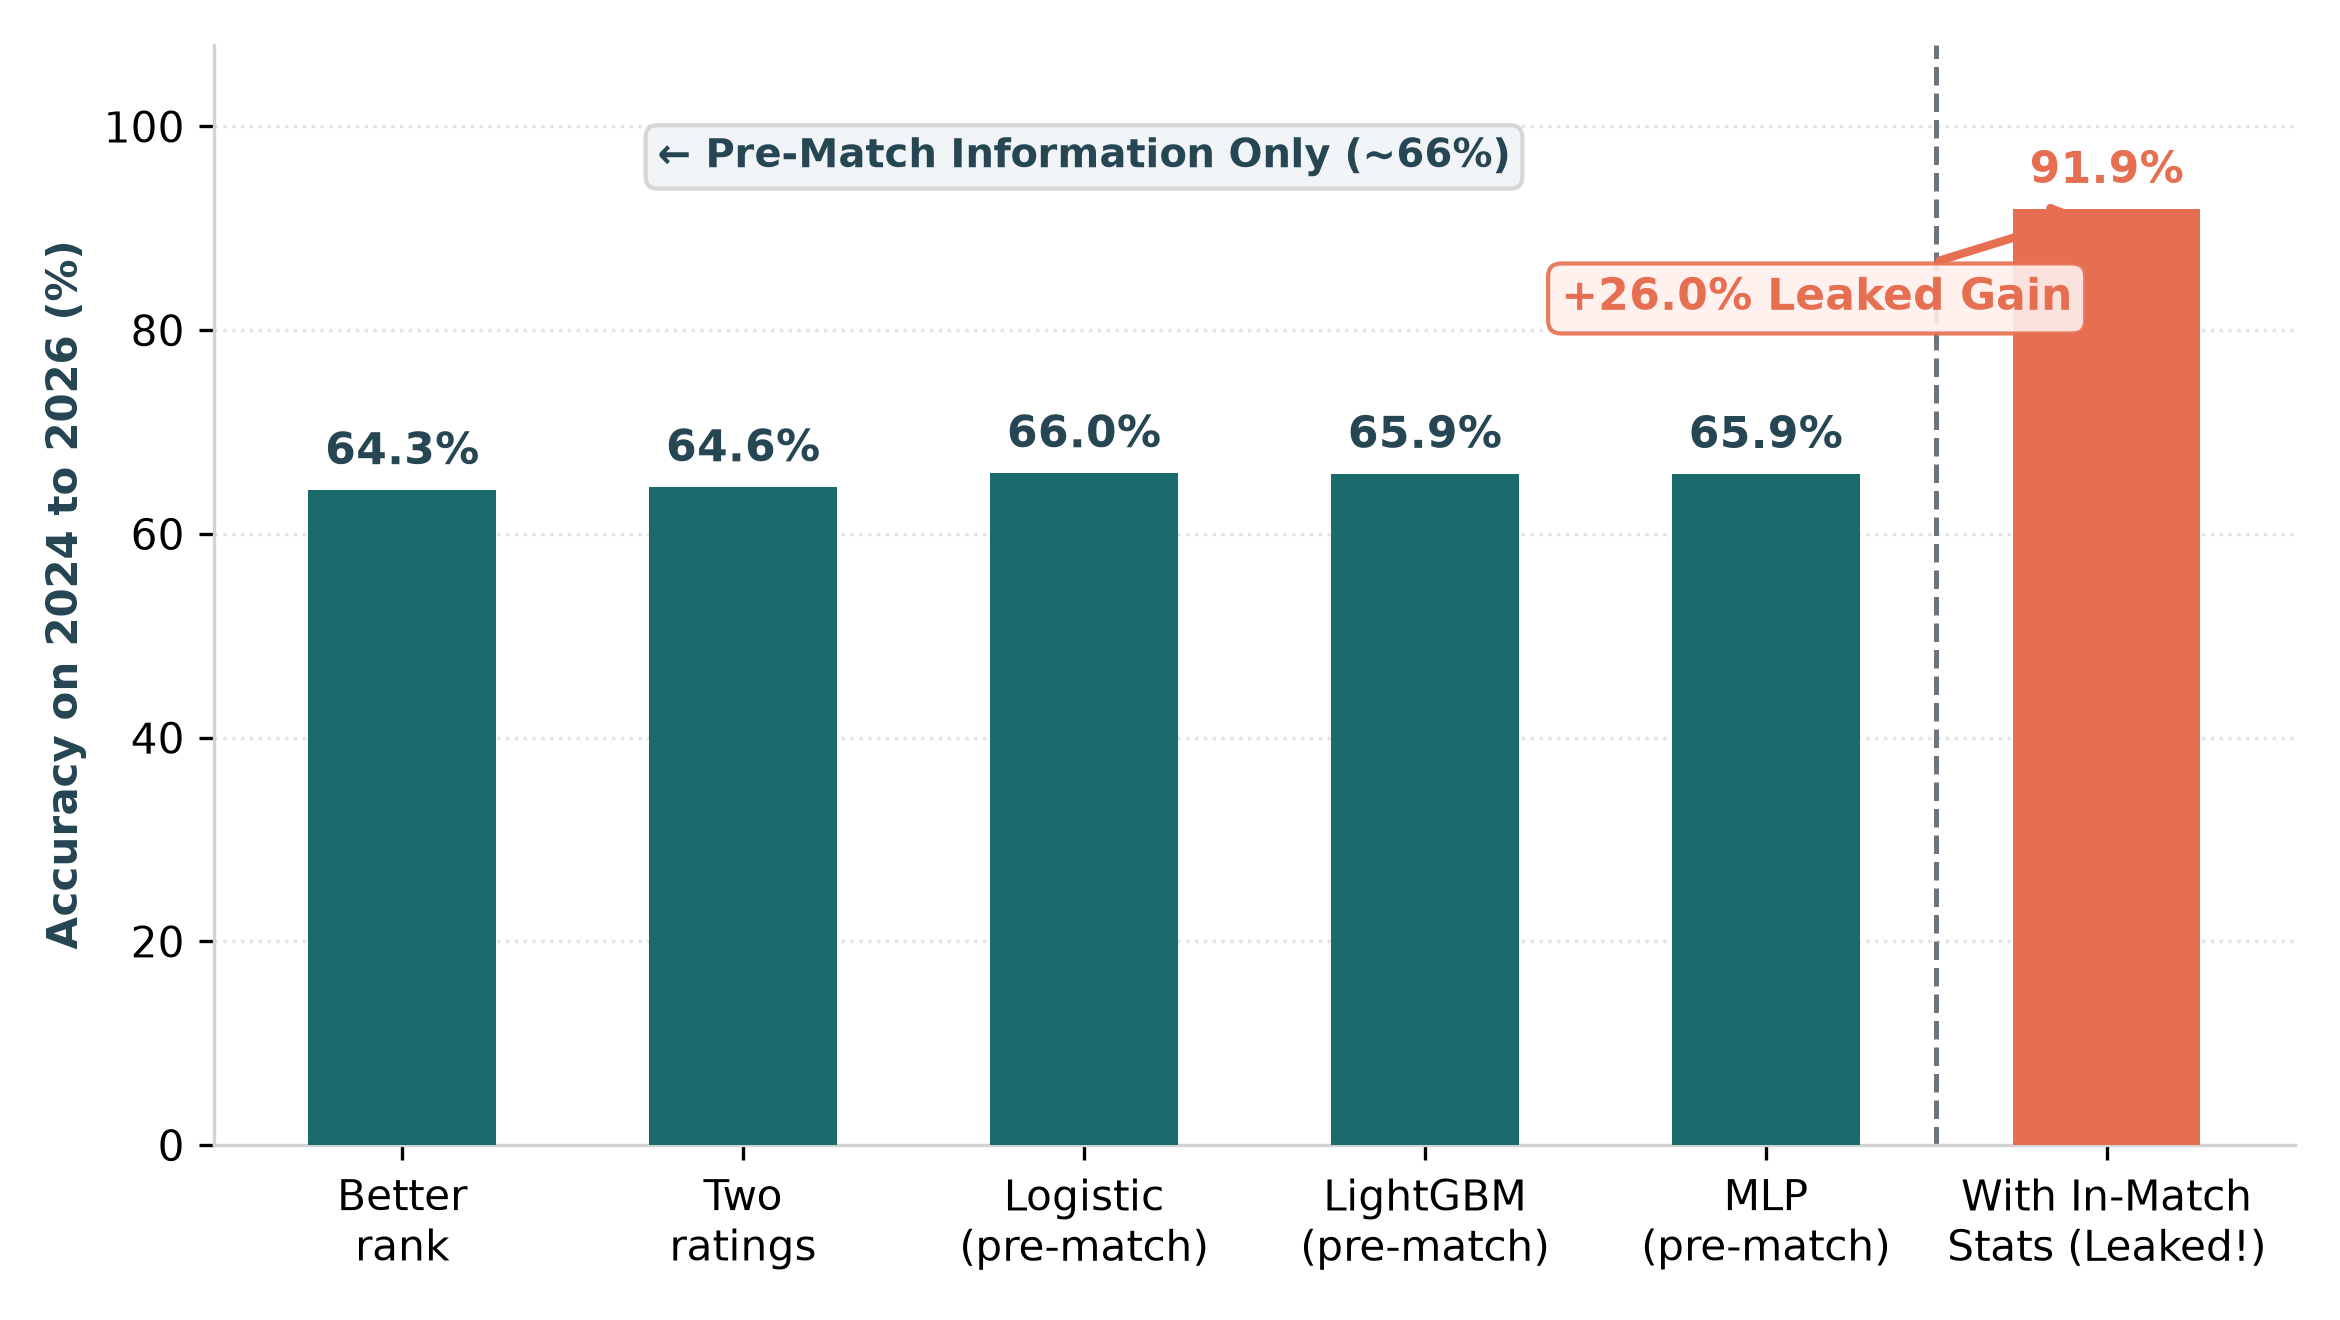 Accuracy on 2024 to 2026 (%)
100
80
60
40
20
0
← Pre-Match Information Only (~66%)
+26.0% Leaked Gain
64.3%
64.6%
66.0%
65.9%
65.9%
91.9%
Better
rank
Two
ratings
Logistic
(pre-match)
LightGBM
(pre-match)
MLP
(pre-match)
With In-Match
Stats (Leaked!)